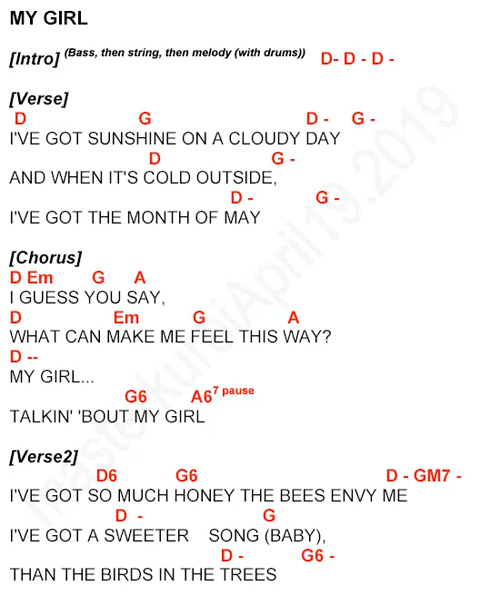 MY GIRL
[Intro] (Bass, then string, then melody (with drums)) D- D - D -
[Verse]
D G D - G -
I'VE GOT SUNSHINE ON A CLOUDY DAY
D G -
AND WHEN IT'S COLD OUTSIDE,
D - G -
I'VE GOT THE MONTH OF MAY
[Chorus]
D Em G A
I GUESS YOU SAY,
D Em G A
WHAT CAN MAKE ME FEEL THIS WAY?
D --
MY GIRL...
G6 A6 7 pause
TALKIN' 'BOUT MY GIRL
[Verse2]
D6 G6 D - GM7 -
I'VE GOT SO MUCH HONEY THE BEES ENVY ME
D - G
I'VE GOT A SWEETER SONG (BABY),
D - G6 -
THAN THE BIRDS IN THE TREES